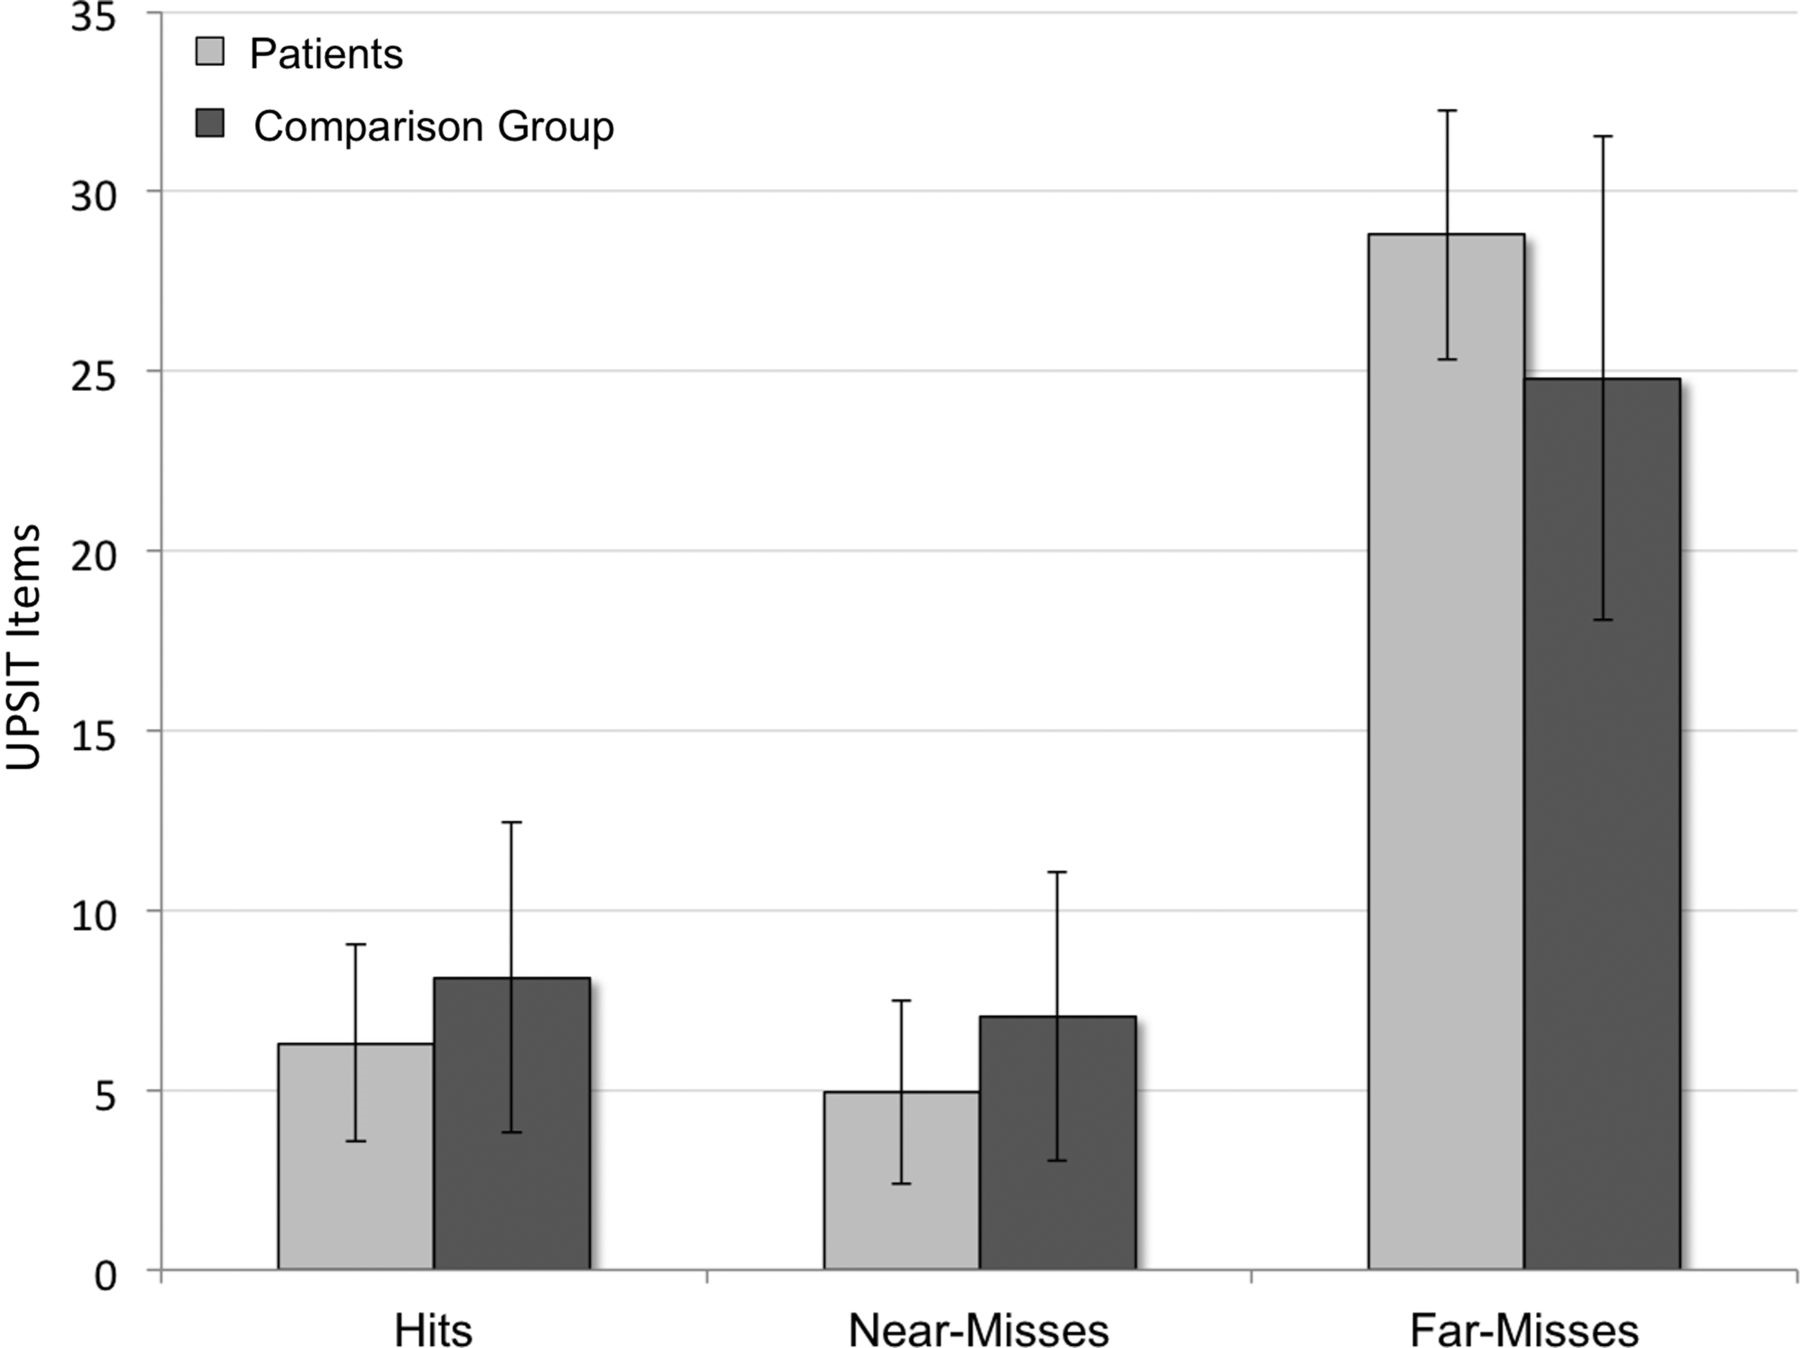 35
30
25
20
15
10
5
0
UPSIT Items
Patients
Comparison Group
Hits
Near-Misses
Far-Misses